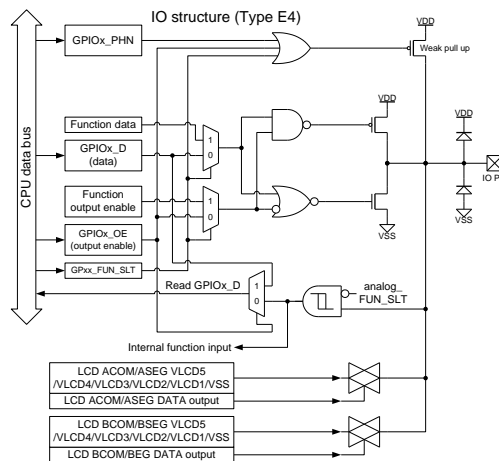 IO structure (Type E4)
VDD
GPIOx_PHN
Weak pull up
CPU data bus
Function data
1
0
VDD
VDD
GPIOx_D
(data)
IO P
Function
output enable
1
0
GPIOx_OE
(output enable)
VSS
VSS
GPxx_FUN_SLT
Read GPIOx_D
1
0
analog_
FUN_SLT
Internal function input
LCD ACOM/ASEG VLCD5
/VLCD4/VLCD3/VLCD2/VLCD1/VSS
LCD ACOM/ASEG DATA output
LCD BCOM/BSEG VLCD5
/VLCD4/VLCD3/VLCD2/VLCD1/VSS
LCD BCOM/BEG DATA output